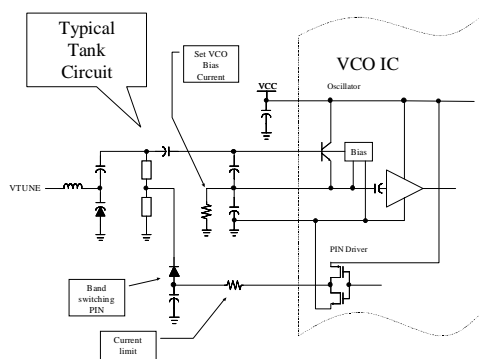 Typical
Tank
Circuit
Set VCO
Bias
Current
VCO IC
Oscillator
VCC
Bias
VTUNE
PIN Driver
Band
switching
PIN
Current
limit